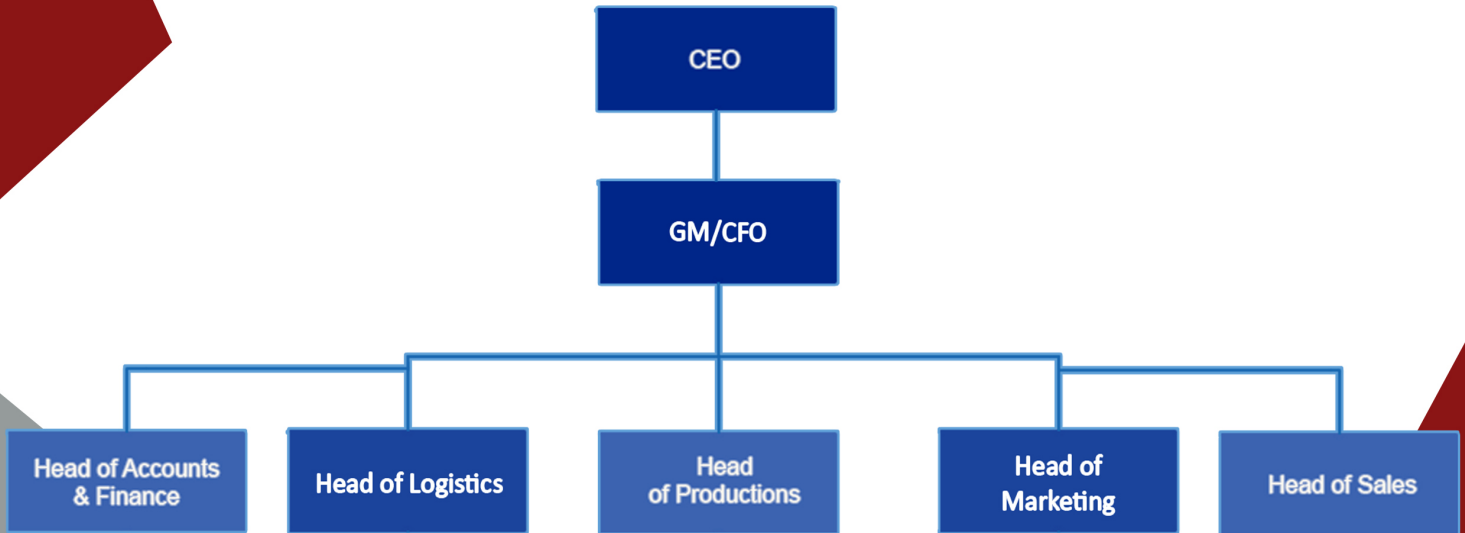 CEO
GM/CFO
Head of Accounts
& Finance
Head of Logistics
Head
of Productions
Head of
Marketing
Head of Sales